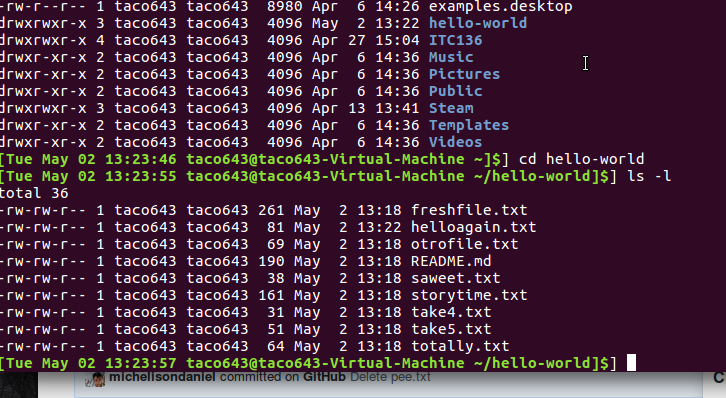 -rw-r--r-- 1 taco643 taco643 8980 Apr 6 14:26 examples.desktop
drwxrwxr-x 3 taco643 taco643 4096 May 2 13:22 hello-world
drwxrwxr-x 4 taco643 taco643 4096 Apr 27 15:04 ITC136
drwxr-xr-x 2 taco643 taco643 4096 Apr 6 14:36 Music
drwxr-xr-x 2 taco643 taco643 4096 Apr 6 14:36 Pictures
drwxr-xr-x 2 taco643 taco643 4096 Apr 6 14:36 Public
drwxrwxr-x 3 taco643 taco643 4096 Apr 13 13:41 Steam
drwxr-xr-x 2 taco643 taco643 4096 Apr 6 14:36 Templates
drwxr-xr-x 2 taco643 taco643 4096 Apr 6 14:36 Videos
[Tue May 02 13:23:46 taco643@taco643-Virtual-Machine ~]$] cd hello-world
[Tue May 02 13:23:55 taco643@taco643-Virtual-Machine ~/hello-world]$] ls -l
total 36
-rw-rw-r-- 1 taco643 taco643 261 May 2 13:18 freshfile.txt
-rw-rw-r-- 1 taco643 taco643 81 May 2 13:22 helloagain.txt
-rw-rw-r-- 1 taco643 taco643 69 May 2 13:18 otrofile.txt
-rw-rw-r-- 1 taco643 taco643 190 May 2 13:18 README.md
-rw-rw-r-- 1 taco643 taco643 38 May 2 13:18 saweet.txt
-rw-rw-r-- 1 taco643 taco643 161 May 2 13:18 storytime.txt
-rw-rw-r-- 1 taco643 taco643 31 May 2 13:18 take4.txt
-rw-rw-r-- 1 taco643 taco643 51 May 2 13:18 take5.txt
-rw-rw-r-- 1 taco643 taco643 64 May 2 13:18 totally.txt
[Tue May 02 13:23:57 taco643@taco643-Virtual-Machine ~/hello-world]$]
michelisondaniel committed on GitHub Delete pee.txt